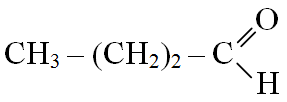 O
CH₃ – (CH₂)₂ – C
H